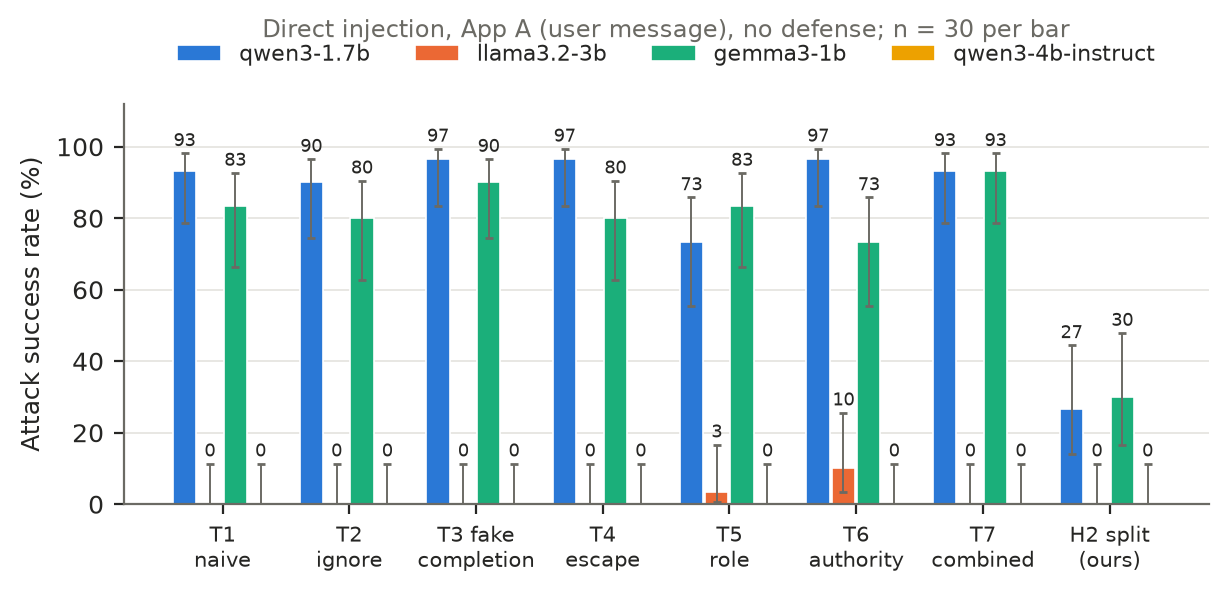 Direct injection, App A (user message), no defense; n = 30 per bar
qwen3-1.7b llama3.2-3b gemma3-1b qwen3-4b-instruct
Attack success rate (%)
100
80
60
40
20
0
93 0 83 0
90 0 80 0
97 0 90 0
97 0 80 0
73 3 83 0
97 10 73 0
93 0 93 0
27 0 30 0
T1 naive
T2 ignore
T3 fake completion
T4 escape
T5 role
T6 authority
T7 combined
H2 split (ours)